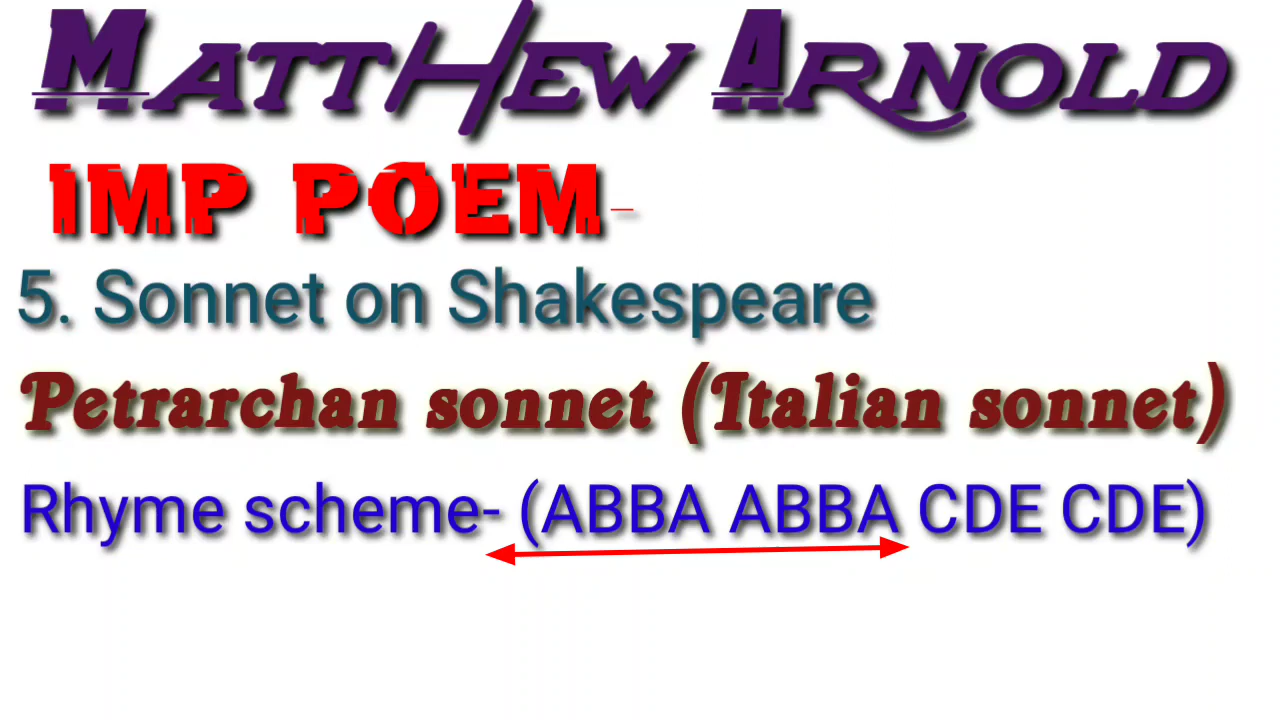 MATTHEW ARNOLD
IMP POEM-
5. Sonnet on Shakespeare
Petrarchan sonnet (Italian sonnet)
Rhyme scheme- (ABBA ABBA CDE CDE)